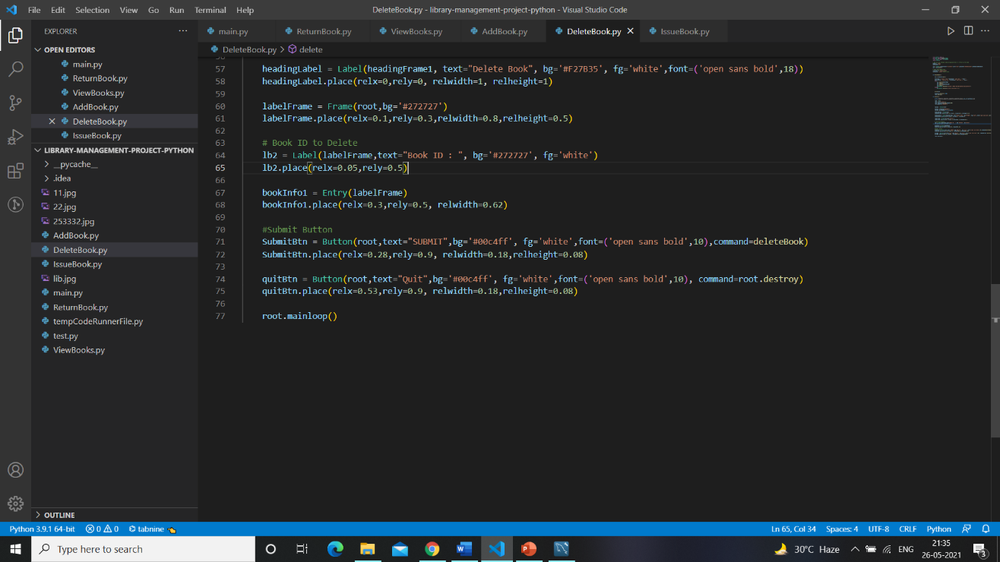 File Edit Selection View Go Run Terminal Help
DeleteBook.py - library-management-project-python - Visual Studio Code
EXPLORER ···
OPEN EDITORS
main.py
ReturnBook.py
ViewBooks.py
AddBook.py
DeleteBook.py
IssueBook.py
LIBRARY-MANAGEMENT-PROJECT-PYTHON
__pycache__
.idea
11.jpg
22.jpg
253332.jpg
AddBook.py
DeleteBook.py
IssueBook.py
lib.jpg
main.py
ReturnBook.py
tempCodeRunnerFile.py
test.py
ViewBooks.py
OUTLINE
main.py ReturnBook.py ViewBooks.py AddBook.py DeleteBook.py IssueBook.py
DeleteBook.py > delete
57 headingLabel = Label(headingFrame1, text="Delete Book", bg='#F27B35', fg='white',font=('open sans bold',18))
58 headingLabel.place(relx=0,rely=0, relwidth=1, relheight=1)
59
60 labelFrame = Frame(root,bg='#272727')
61 labelFrame.place(relx=0.1,rely=0.3,relwidth=0.8,relheight=0.5)
62
63 # Book ID to Delete
64 lb2 = Label(labelFrame,text="Book ID : ", bg='#272727', fg='white')
65 lb2.place(relx=0.05,rely=0.5)
66
67 bookInfo1 = Entry(labelFrame)
68 bookInfo1.place(relx=0.3,rely=0.5, relwidth=0.62)
69
70 #Submit Button
71 SubmitBtn = Button(root,text="SUBMIT",bg='#00c4ff', fg='white',font=('open sans bold',10),command=deleteBook)
72 SubmitBtn.place(relx=0.28,rely=0.9, relwidth=0.18,relheight=0.08)
73
74 quitBtn = Button(root,text="Quit",bg='#00c4ff', fg='white',font=('open sans bold',10), command=root.destroy)
75 quitBtn.place(relx=0.53,rely=0.9, relwidth=0.18,relheight=0.08)
76
77 root.mainloop()
Python 3.9.1 64-bit 0 0 tabnine Ln 65, Col 34 Spaces: 4 UTF-8 CRLF Python
Type here to search
30°C Haze ENG
21:35
26-05-2021
3